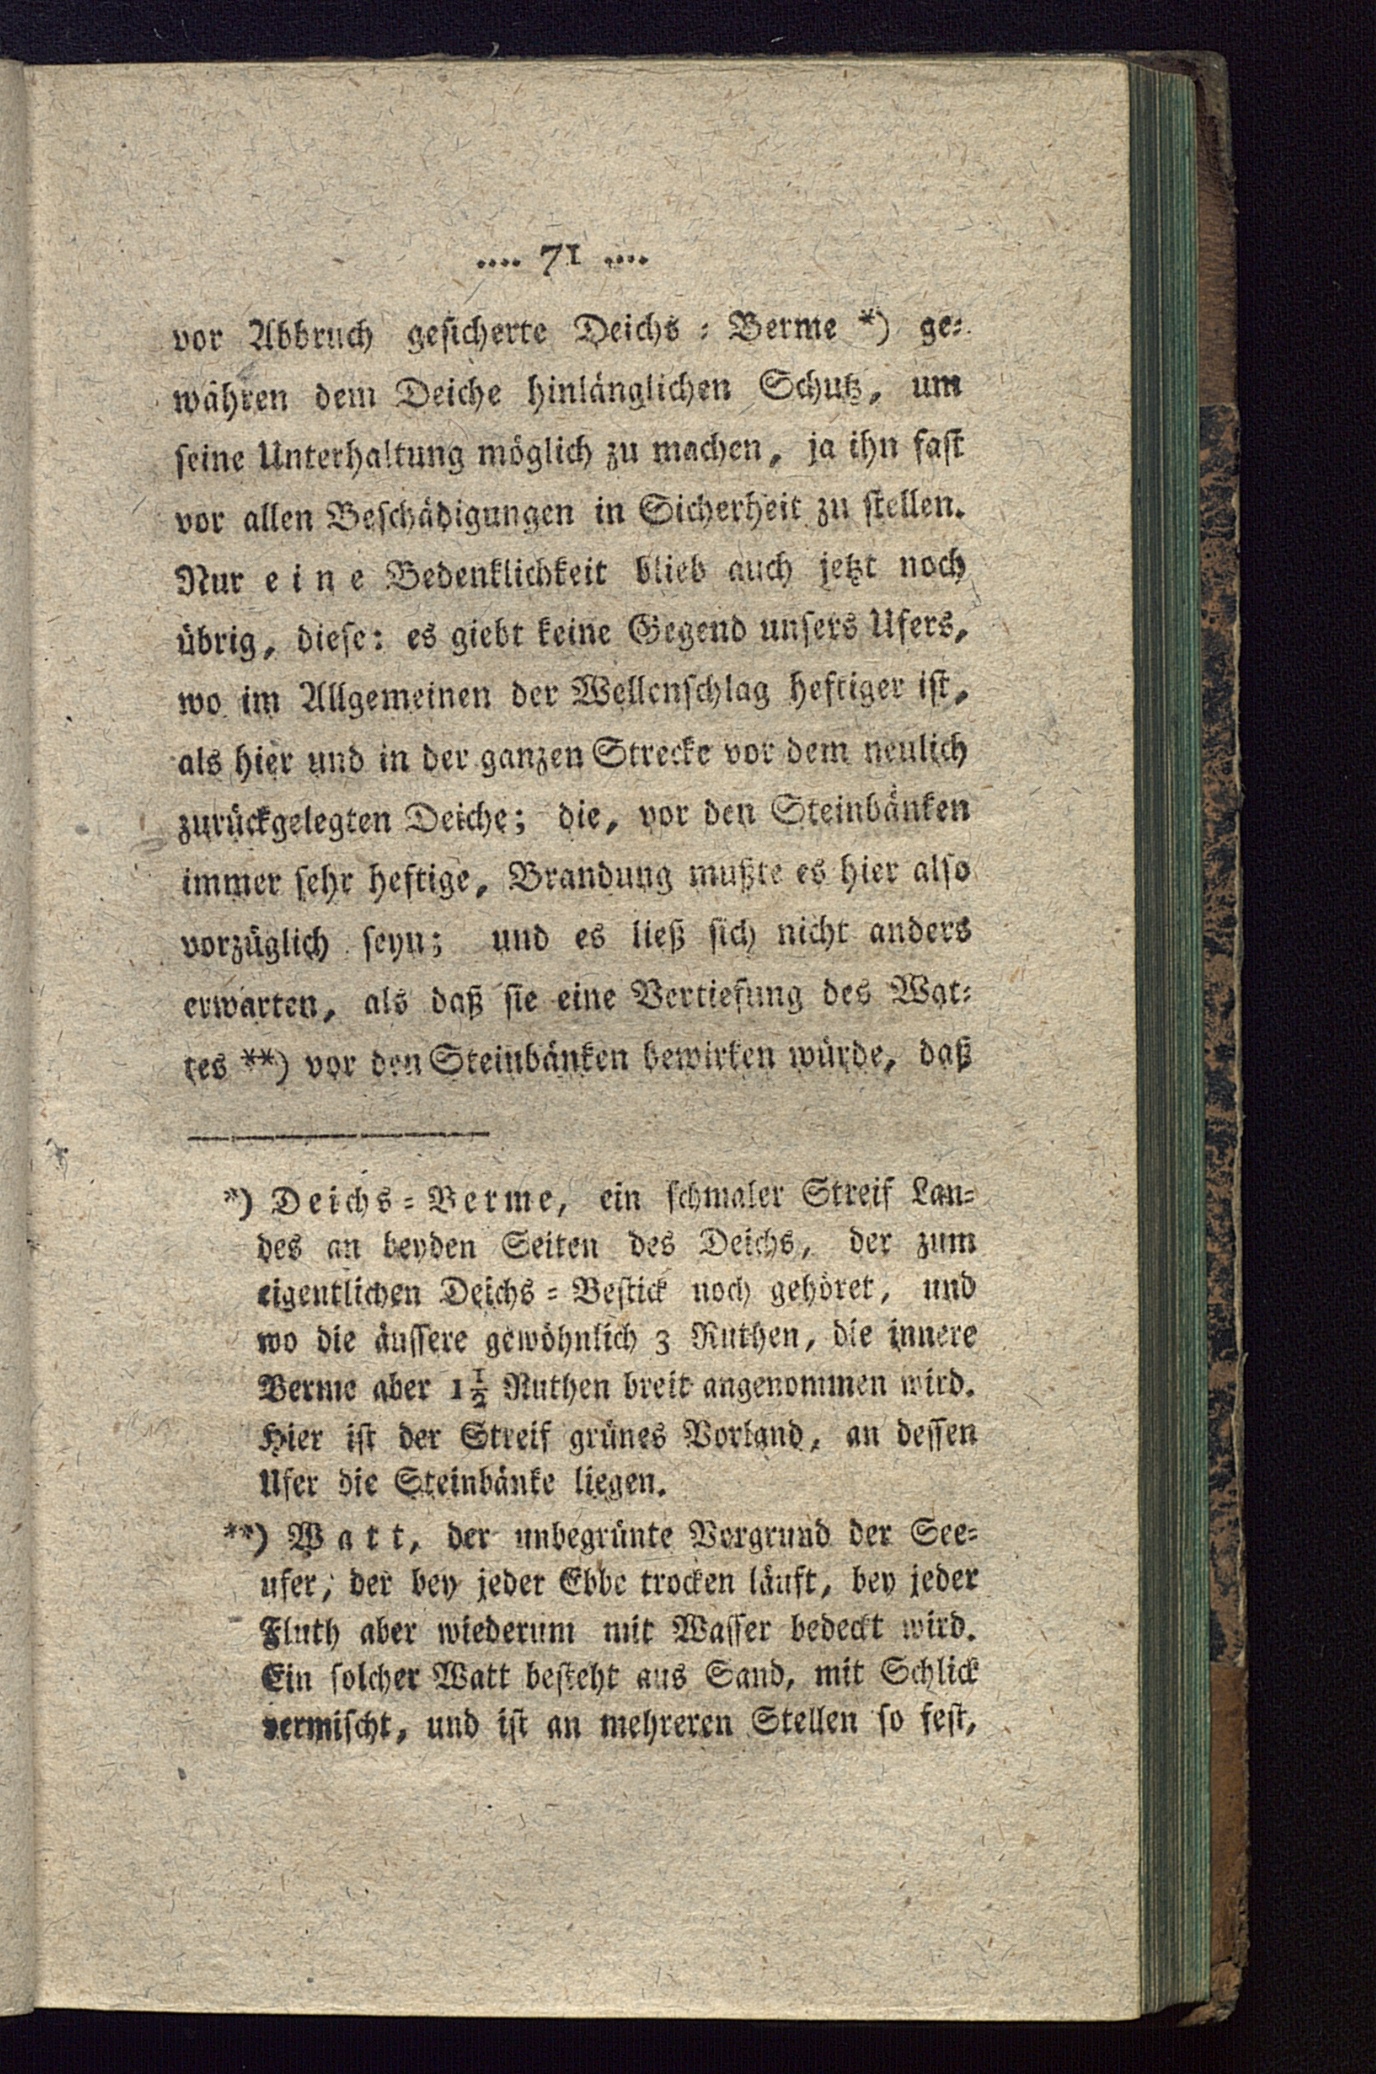 .... 71 ....
vor Abbruch gesicherte Deichs-Berme *) ge-
währen dem Deiche hinlänglichen Schutz, um
seine Unterhaltung möglich zu machen, ja ihn fast
vor allen Beschädigungen in Sicherheit zu stellen.
Nur eine Bedenklichkeit blieb auch jetzt noch
übrig, diese: es giebt keine Gegend unsers Ufers,
wo im Allgemeinen der Wellenschlag heftiger ist,
als hier und in der ganzen Strecke vor dem neulich
zurückgelegten Deiche; die, vor den Steinbänken
immer sehr heftige, Brandung mußte es hier also
vorzüglich seyn; und es ließ sich nicht anders
erwarten, als daß sie eine Vertiefung des Wat-
tes **) vor den Steinbänken bewirken würde, daß
*) Deichs-Berme, ein schmaler Streif Lan-
des an beyden Seiten des Deichs, der zum
eigentlichen Deichs-Bestick noch gehöret, und
wo die äussere gewöhnlich 3 Ruthen, die innere
Berme aber 1½ Ruthen breit angenommen wird.
Hier ist der Streif grünes Vorland, an dessen
Ufer die Steinbänke liegen.
**) Watt, der unbegrünte Vorgrund der See-
ufer, der bey jeder Ebbe trocken läuft, bey jeder
Fluth aber wiederum mit Wasser bedeckt wird.
Ein solcher Watt besteht aus Sand, mit Schlick
vermischt, und ist an mehreren Stellen so fest,